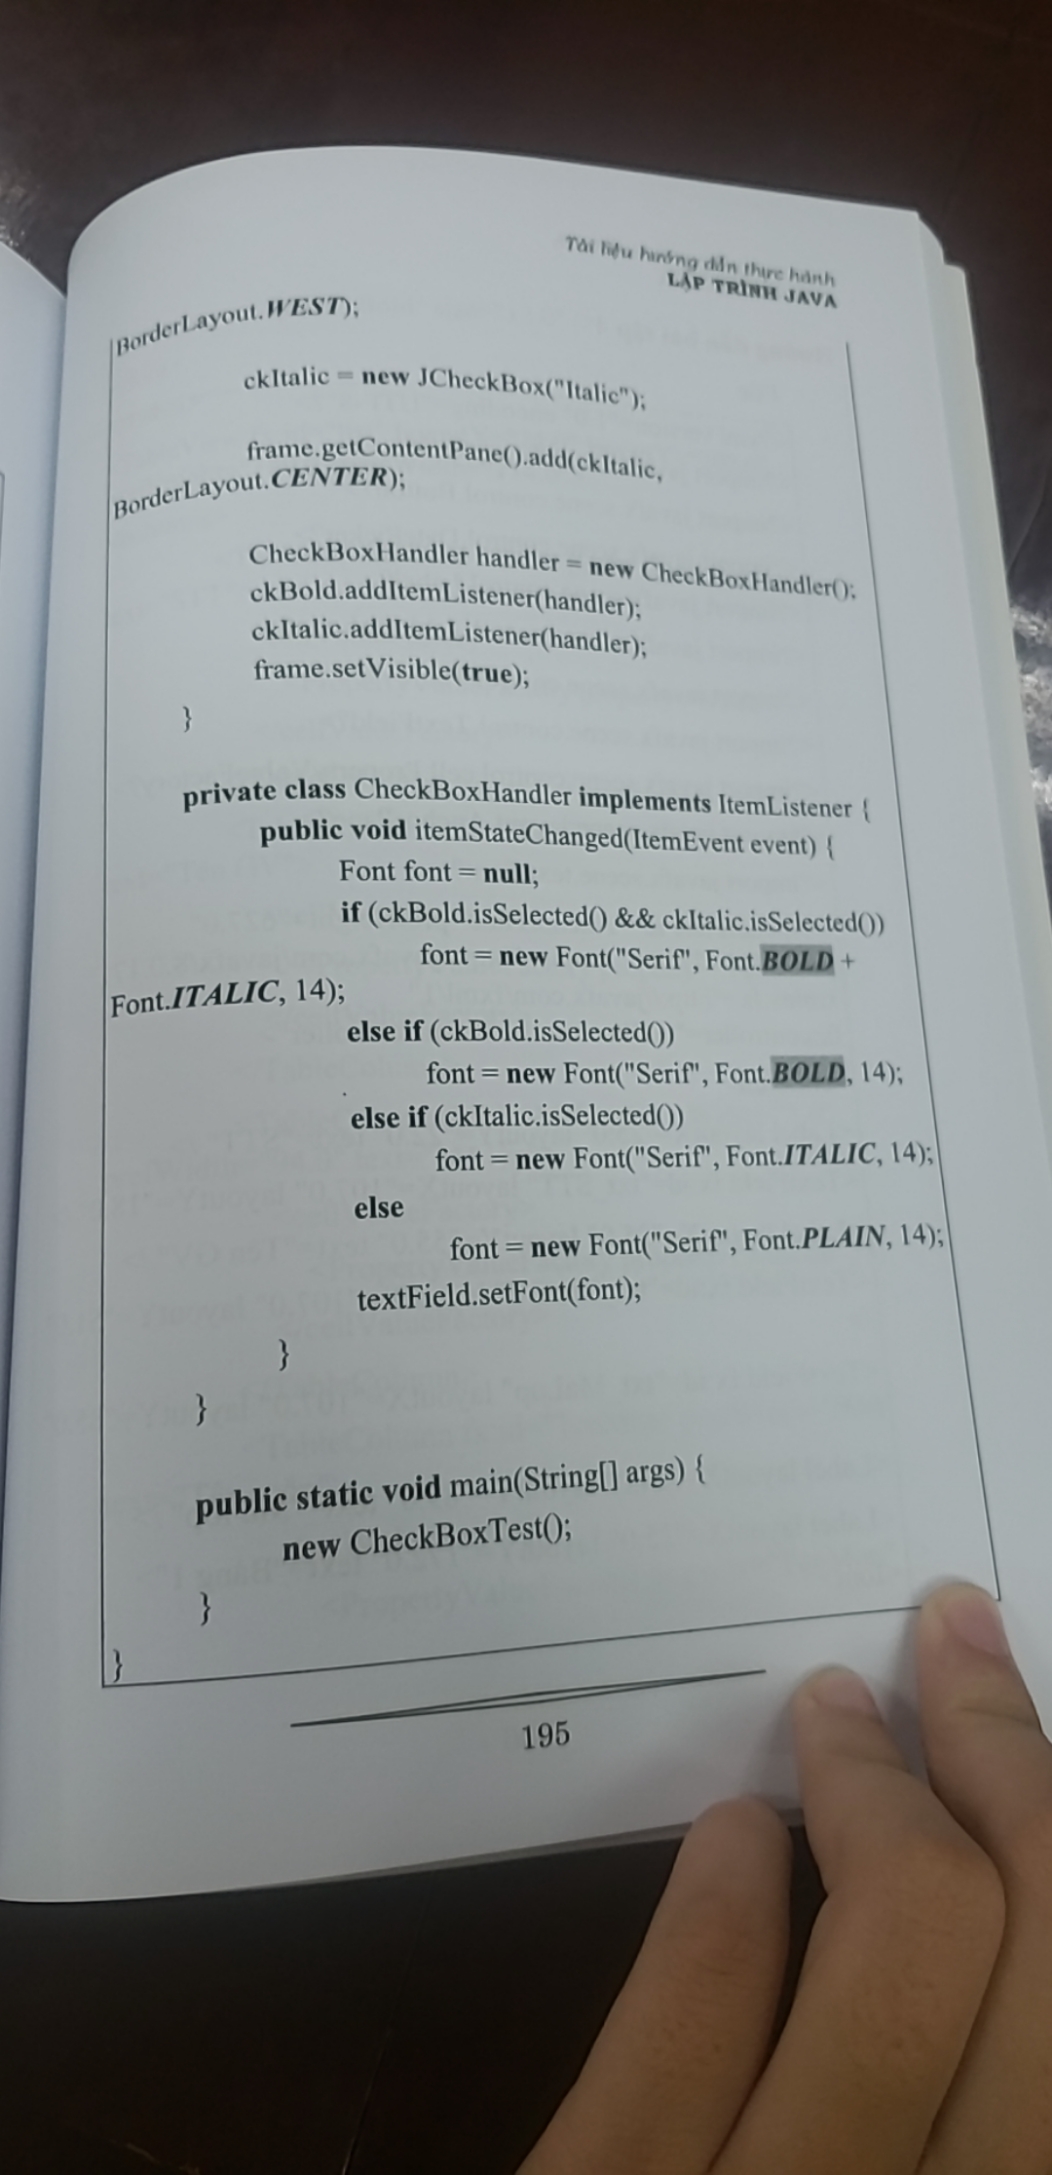 Tài liệu hướng dẫn thực hành
LẬP TRÌNH JAVA
BorderLayout.WEST);
ckItalic = new JCheckBox("Italic");
frame.getContentPane().add(ckItalic,
BorderLayout.CENTER);
CheckBoxHandler handler = new CheckBoxHandler();
ckBold.addItemListener(handler);
ckItalic.addItemListener(handler);
frame.setVisible(true);
}
private class CheckBoxHandler implements ItemListener {
public void itemStateChanged(ItemEvent event) {
Font font = null;
if (ckBold.isSelected() && ckItalic.isSelected())
font = new Font("Serif", Font.BOLD +
Font.ITALIC, 14);
else if (ckBold.isSelected())
font = new Font("Serif", Font.BOLD, 14);
else if (ckItalic.isSelected())
font = new Font("Serif", Font.ITALIC, 14);
else
font = new Font("Serif", Font.PLAIN, 14);
textField.setFont(font);
}
}
public static void main(String[] args) {
new CheckBoxTest();
}
}
195